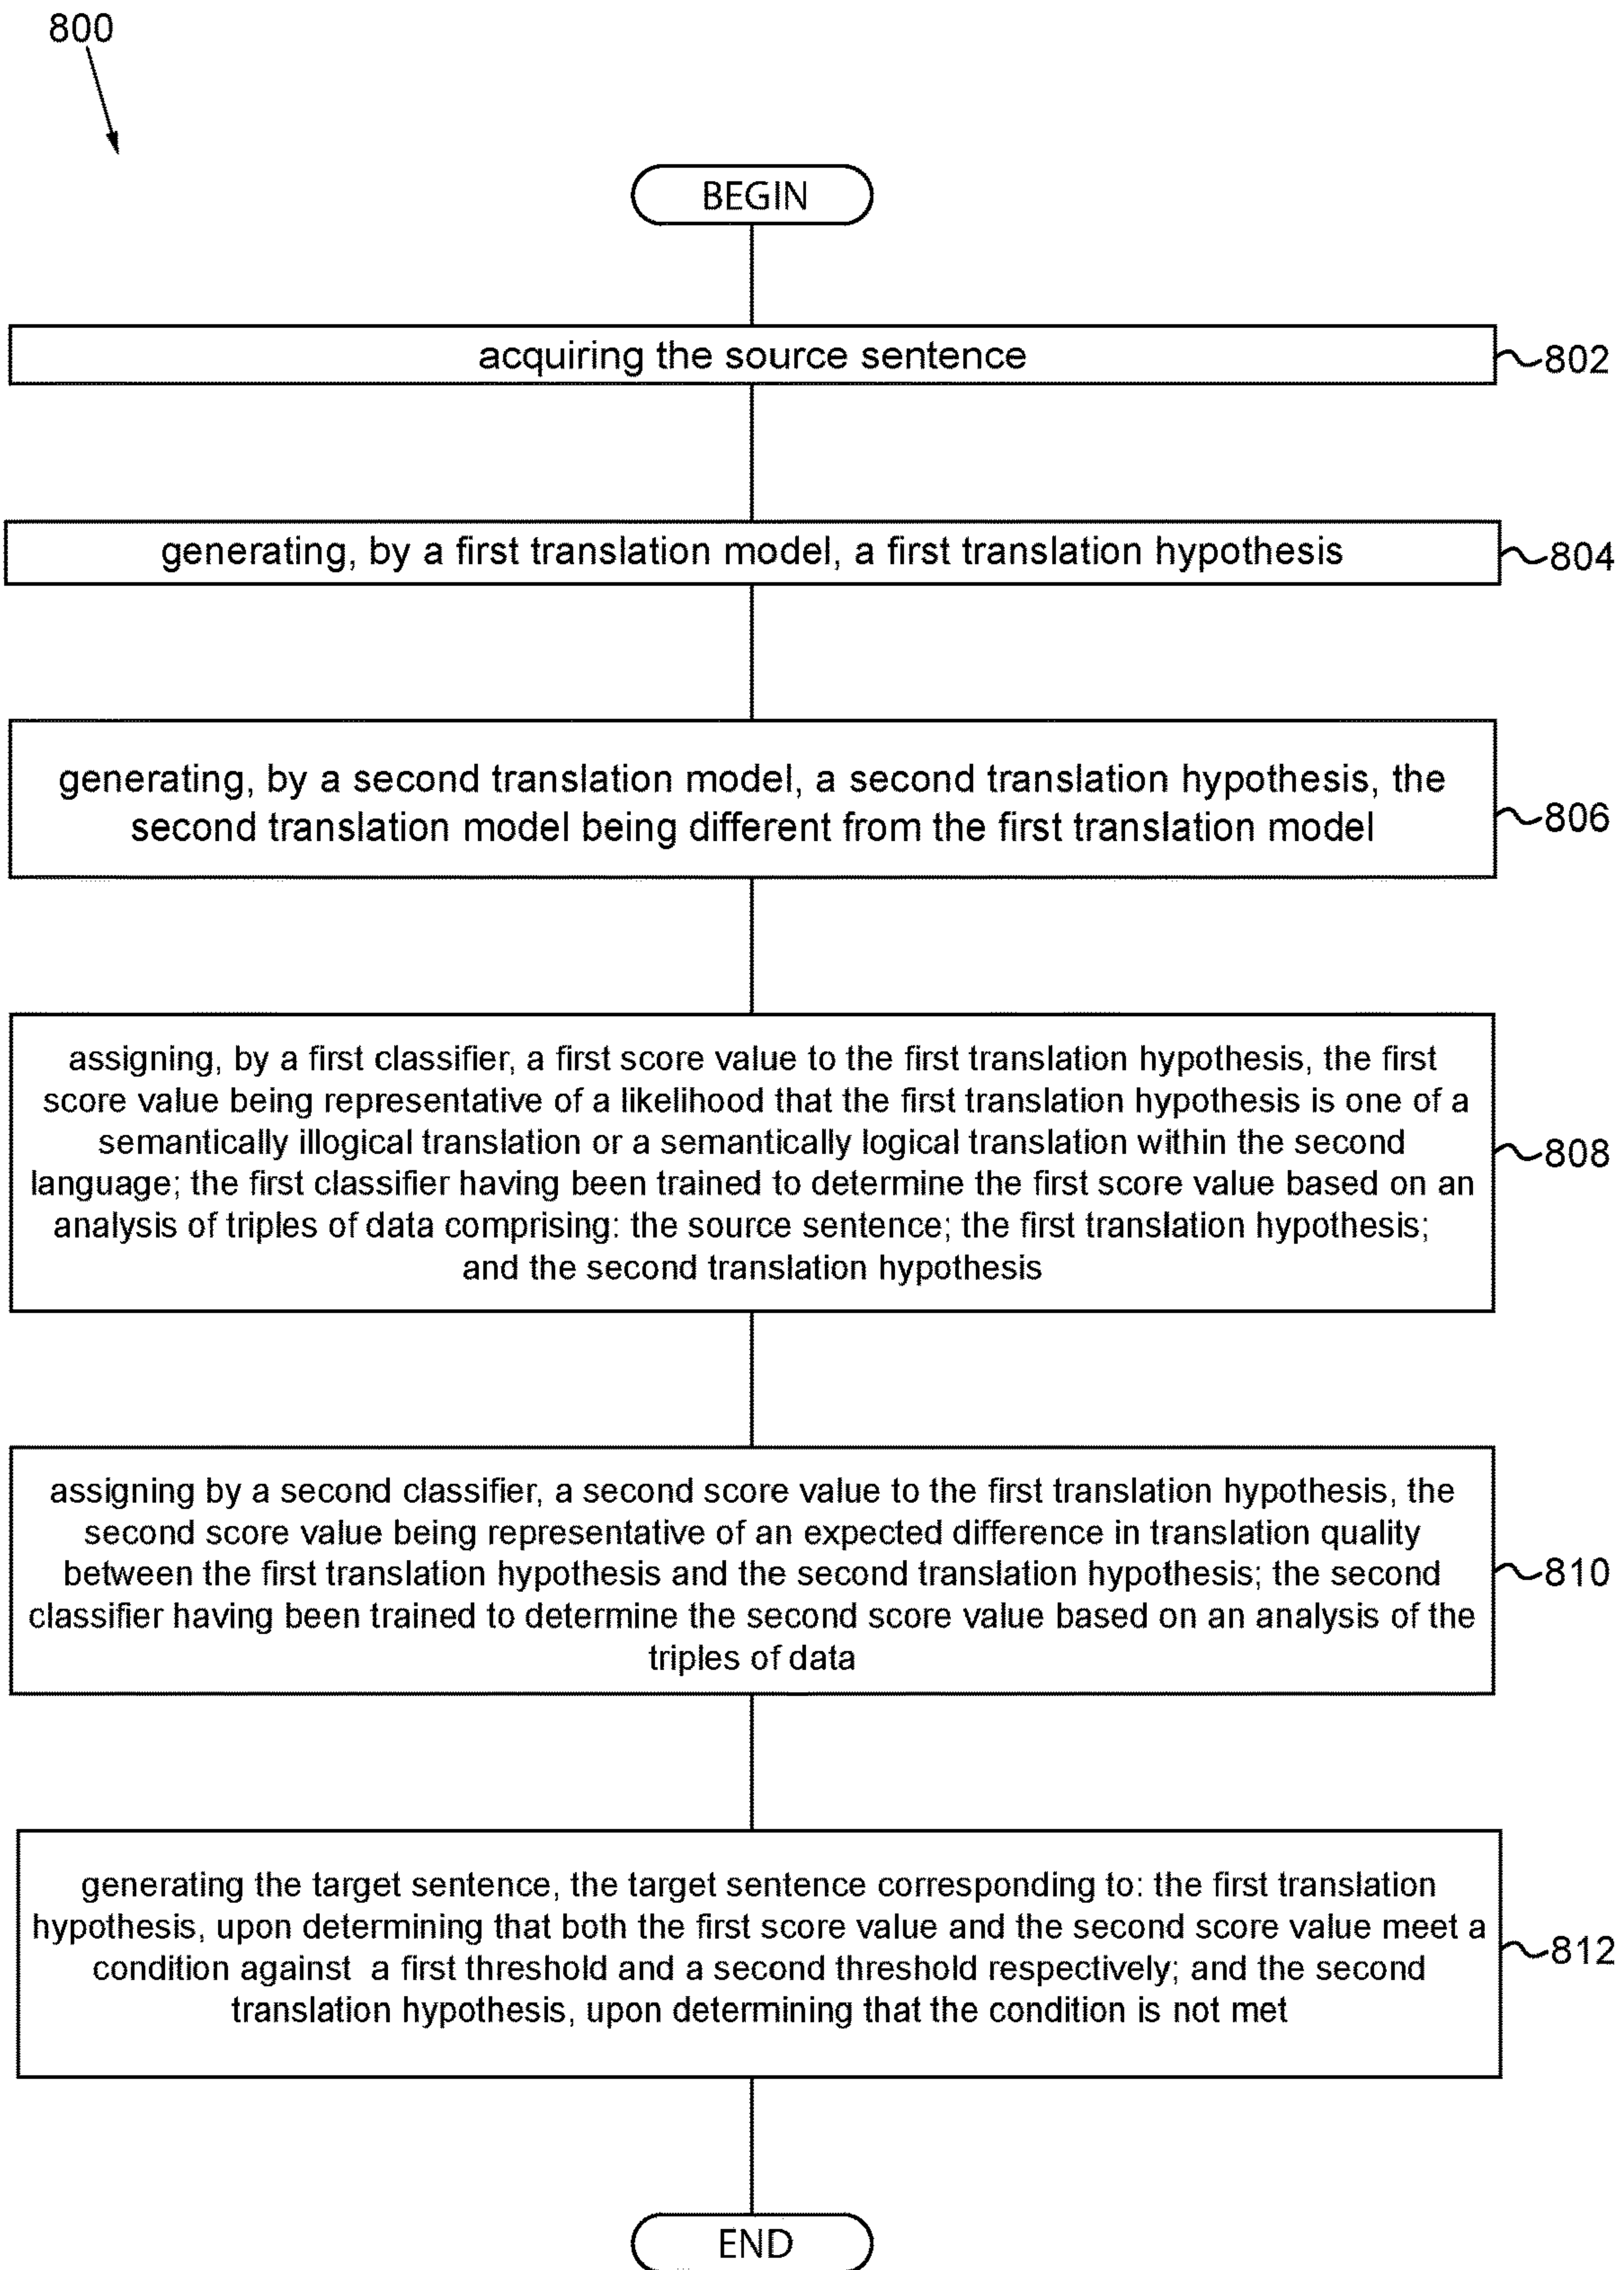 800
BEGIN
acquiring the source sentence
802
generating, by a first translation model, a first translation hypothesis
804
generating, by a second translation model, a second translation hypothesis, the
second translation model being different from the first translation model
806
assigning, by a first classifier, a first score value to the first translation hypothesis, the first
score value being representative of a likelihood that the first translation hypothesis is one of a
semantically illogical translation or a semantically logical translation within the second
language; the first classifier having been trained to determine the first score value based on an
analysis of triples of data comprising: the source sentence; the first translation hypothesis;
and the second translation hypothesis
808
assigning by a second classifier, a second score value to the first translation hypothesis, the
second score value being representative of an expected difference in translation quality
between the first translation hypothesis and the second translation hypothesis; the second
classifier having been trained to determine the second score value based on an analysis of the
triples of data
810
generating the target sentence, the target sentence corresponding to: the first translation
hypothesis, upon determining that both the first score value and the second score value meet a
condition against a first threshold and a second threshold respectively; and the second
translation hypothesis, upon determining that the condition is not met
812
END